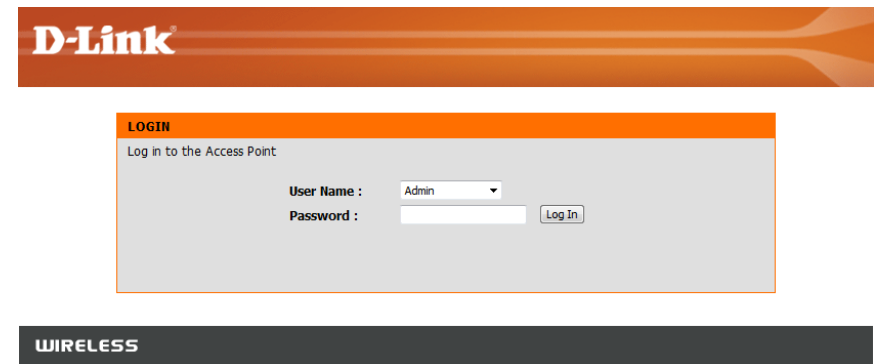 D-Link
LOGIN
Log in to the Access Point
User Name : Admin
Password : Log In
WIRELESS